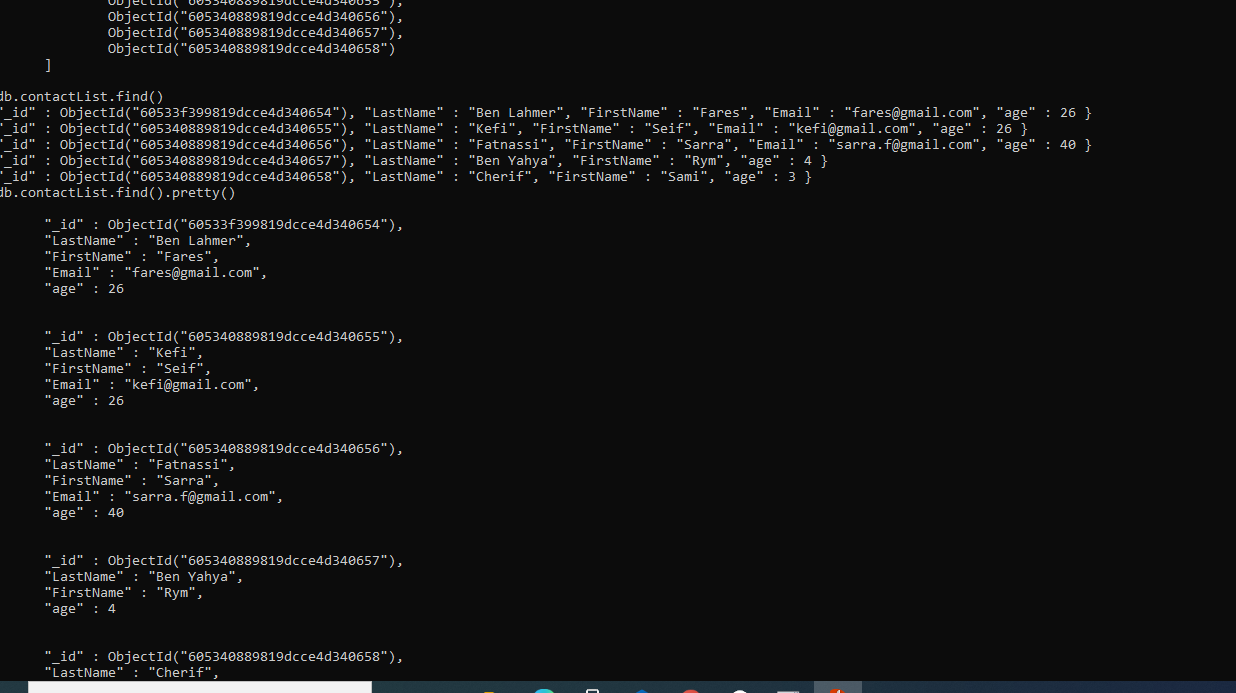 ObjectId("605340889819dcce4d340655"),
ObjectId("605340889819dcce4d340656"),
ObjectId("605340889819dcce4d340657"),
ObjectId("605340889819dcce4d340658")
]
db.contactList.find()
"_id" : ObjectId("60533f399819dcce4d340654"), "LastName" : "Ben Lahmer", "FirstName" : "Fares", "Email" : "fares@gmail.com", "age" : 26 }
"_id" : ObjectId("605340889819dcce4d340655"), "LastName" : "Kefi", "FirstName" : "Seif", "Email" : "kefi@gmail.com", "age" : 26 }
"_id" : ObjectId("605340889819dcce4d340656"), "LastName" : "Fatnassi", "FirstName" : "Sarra", "Email" : "sarra.f@gmail.com", "age" : 40 }
"_id" : ObjectId("605340889819dcce4d340657"), "LastName" : "Ben Yahya", "FirstName" : "Rym", "age" : 4 }
"_id" : ObjectId("605340889819dcce4d340658"), "LastName" : "Cherif", "FirstName" : "Sami", "age" : 3 }
db.contactList.find().pretty()
"_id" : ObjectId("60533f399819dcce4d340654"),
"LastName" : "Ben Lahmer",
"FirstName" : "Fares",
"Email" : "fares@gmail.com",
"age" : 26
"_id" : ObjectId("605340889819dcce4d340655"),
"LastName" : "Kefi",
"FirstName" : "Seif",
"Email" : "kefi@gmail.com",
"age" : 26
"_id" : ObjectId("605340889819dcce4d340656"),
"LastName" : "Fatnassi",
"FirstName" : "Sarra",
"Email" : "sarra.f@gmail.com",
"age" : 40
"_id" : ObjectId("605340889819dcce4d340657"),
"LastName" : "Ben Yahya",
"FirstName" : "Rym",
"age" : 4
"_id" : ObjectId("605340889819dcce4d340658"),
"LastName" : "Cherif",